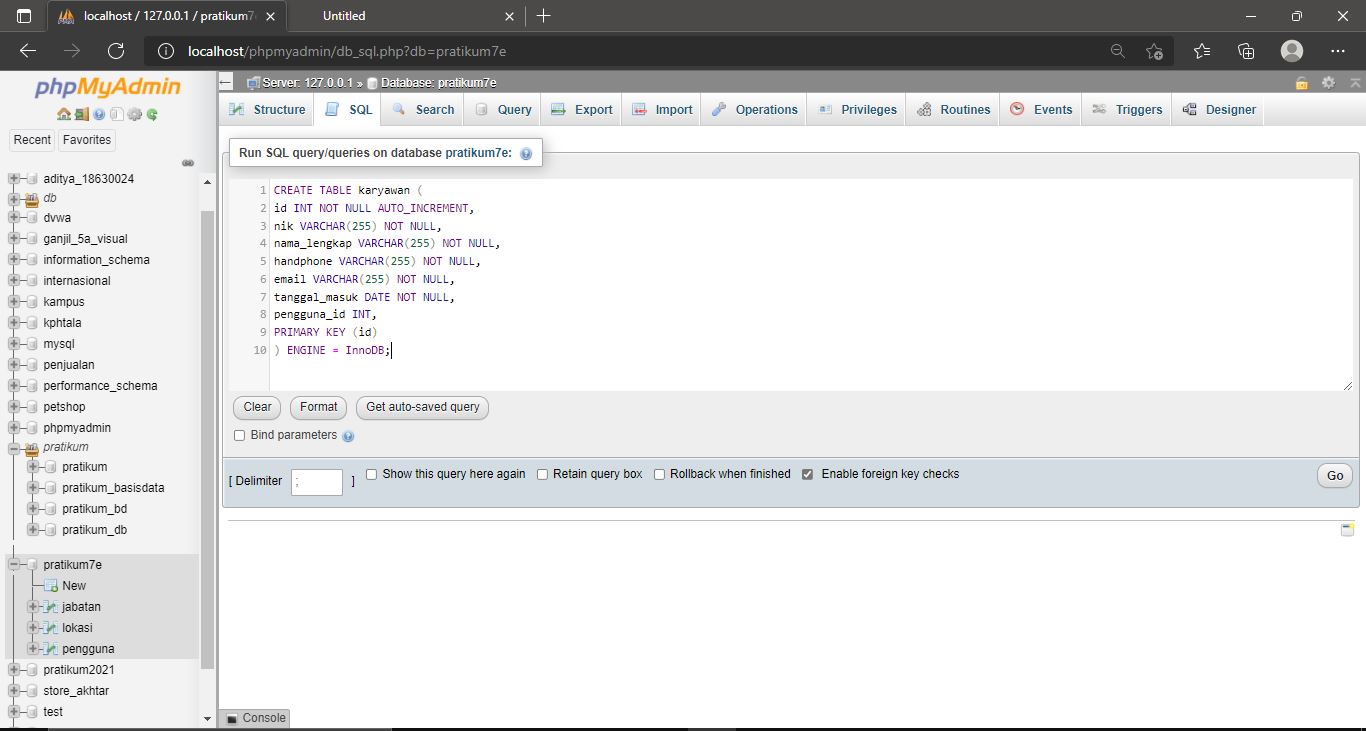 localhost / 127.0.0.1 / pratikum7
Untitled
localhost/phpmyadmin/db_sql.php?db=pratikum7e
phpMyAdmin
Recent
Favorites
aditya_18630024
db
dvwa
ganjil_5a_visual
information_schema
internasional
kampus
kphtala
mysql
penjualan
performance_schema
petshop
phpmyadmin
pratikum
pratikum
pratikum_basisdata
pratikum_bd
pratikum_db
pratikum7e
New
jabatan
lokasi
pengguna
pratikum2021
store_akhtar
test
Server: 127.0.0.1 » Database: pratikum7e
Structure
SQL
Search
Query
Export
Import
Operations
Privileges
Routines
Events
Triggers
Designer
Run SQL query/queries on database pratikum7e:
1 CREATE TABLE karyawan (
2 id INT NOT NULL AUTO_INCREMENT,
3 nik VARCHAR(255) NOT NULL,
4 nama_lengkap VARCHAR(255) NOT NULL,
5 handphone VARCHAR(255) NOT NULL,
6 email VARCHAR(255) NOT NULL,
7 tanggal_masuk DATE NOT NULL,
8 pengguna_id INT,
9 PRIMARY KEY (id)
10 ) ENGINE = InnoDB;
Clear
Format
Get auto-saved query
Bind parameters
[ Delimiter ; ]
Show this query here again
Retain query box
Rollback when finished
Enable foreign key checks
Go
Console